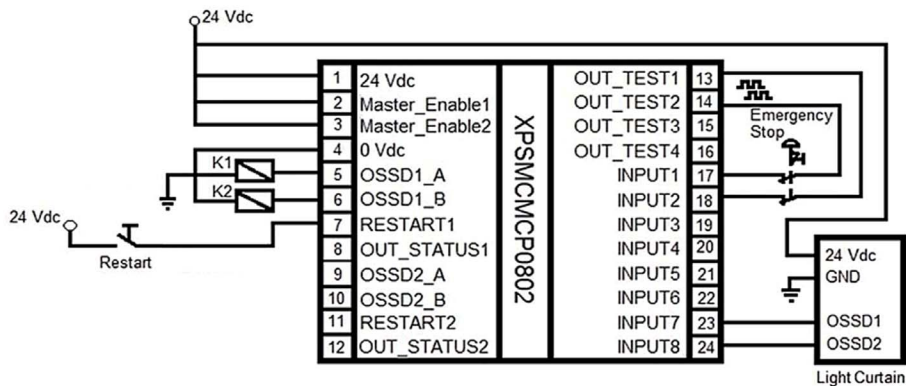 24 Vdc
1 24 Vdc
2 Master_Enable1
3 Master_Enable2
4 0 Vdc
5 OSSD1_A
6 OSSD1_B
7 RESTART1
8 OUT_STATUS1
9 OSSD2_A
10 OSSD2_B
11 RESTART2
12 OUT_STATUS2
K1
K2
24 Vdc
Restart
XPSMCMCP0802
OUT_TEST1 13
OUT_TEST2 14
OUT_TEST3 15
OUT_TEST4 16
INPUT1 17
INPUT2 18
INPUT3 19
INPUT4 20
INPUT5 21
INPUT6 22
INPUT7 23
INPUT8 24
Emergency
Stop
24 Vdc
GND
OSSD1
OSSD2
Light Curtain